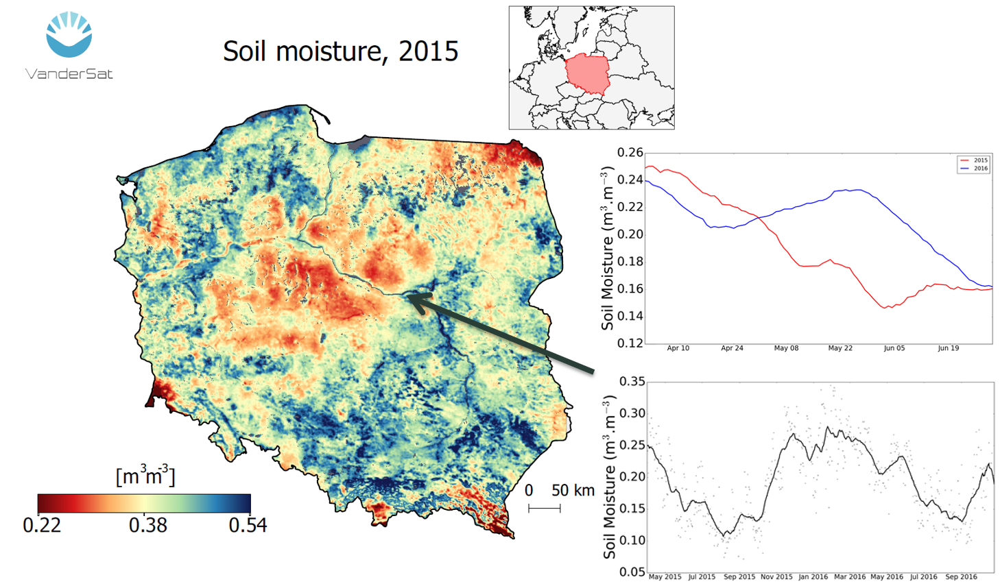 VanderSat
Soil moisture, 2015
[m³m⁻³]
0.22
0.38
0.54
0
50 km
0.26
0.24
0.22
0.20
0.18
0.16
0.14
0.12
Soil Moisture (m³.m⁻³)
2015
2016
Apr 10
Apr 24
May 08
May 22
Jun 05
Jun 19
0.35
0.30
0.25
0.20
0.15
0.10
0.05
Soil Moisture (m³.m⁻³)
May 2015
Jul 2015
Sep 2015
Nov 2015
Jan 2016
Mar 2016
May 2016
Jul 2016
Sep 2016